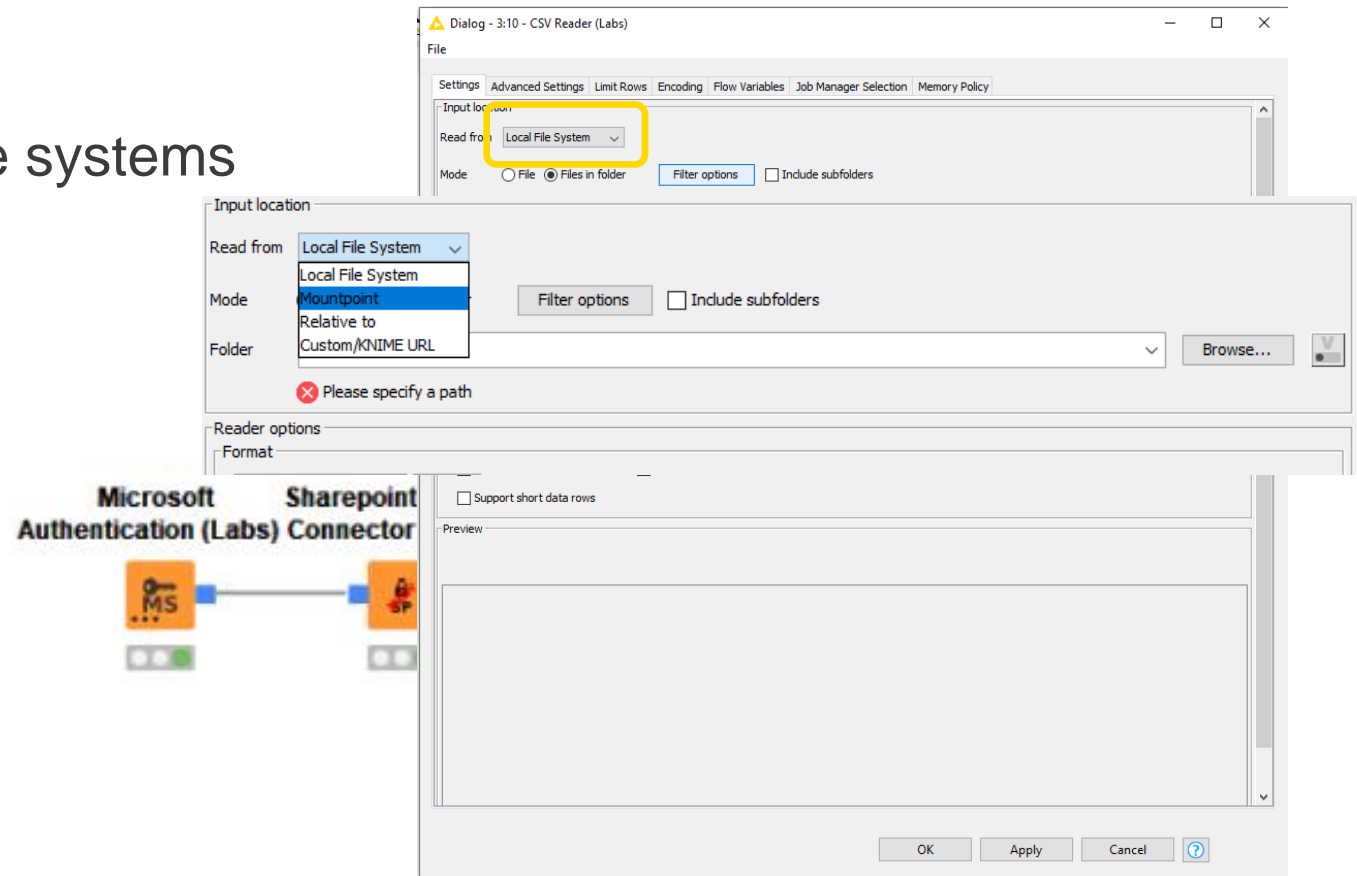 Dialog - 3:10 - CSV Reader (Labs)
File
Settings Advanced Settings Limit Rows Encoding Flow Variables Job Manager Selection Memory Policy
Input location
Read from Local File System
e systems
Mode File Files in folder Filter options Include subfolders
Input location
Read from Local File System
Local File System
Mode Mountpoint Filter options Include subfolders
Relative to
Folder Custom/KNIME URL Browse... V
Please specify a path
Reader options
Format
Microsoft Sharepoint
Authentication (Labs) Connector
Support short data rows
Preview
MS SP
OK Apply Cancel ?